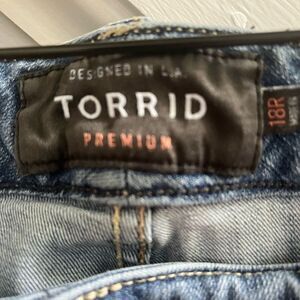 DESIGNED IN L.A.
TORRID
PREMIUM
18R